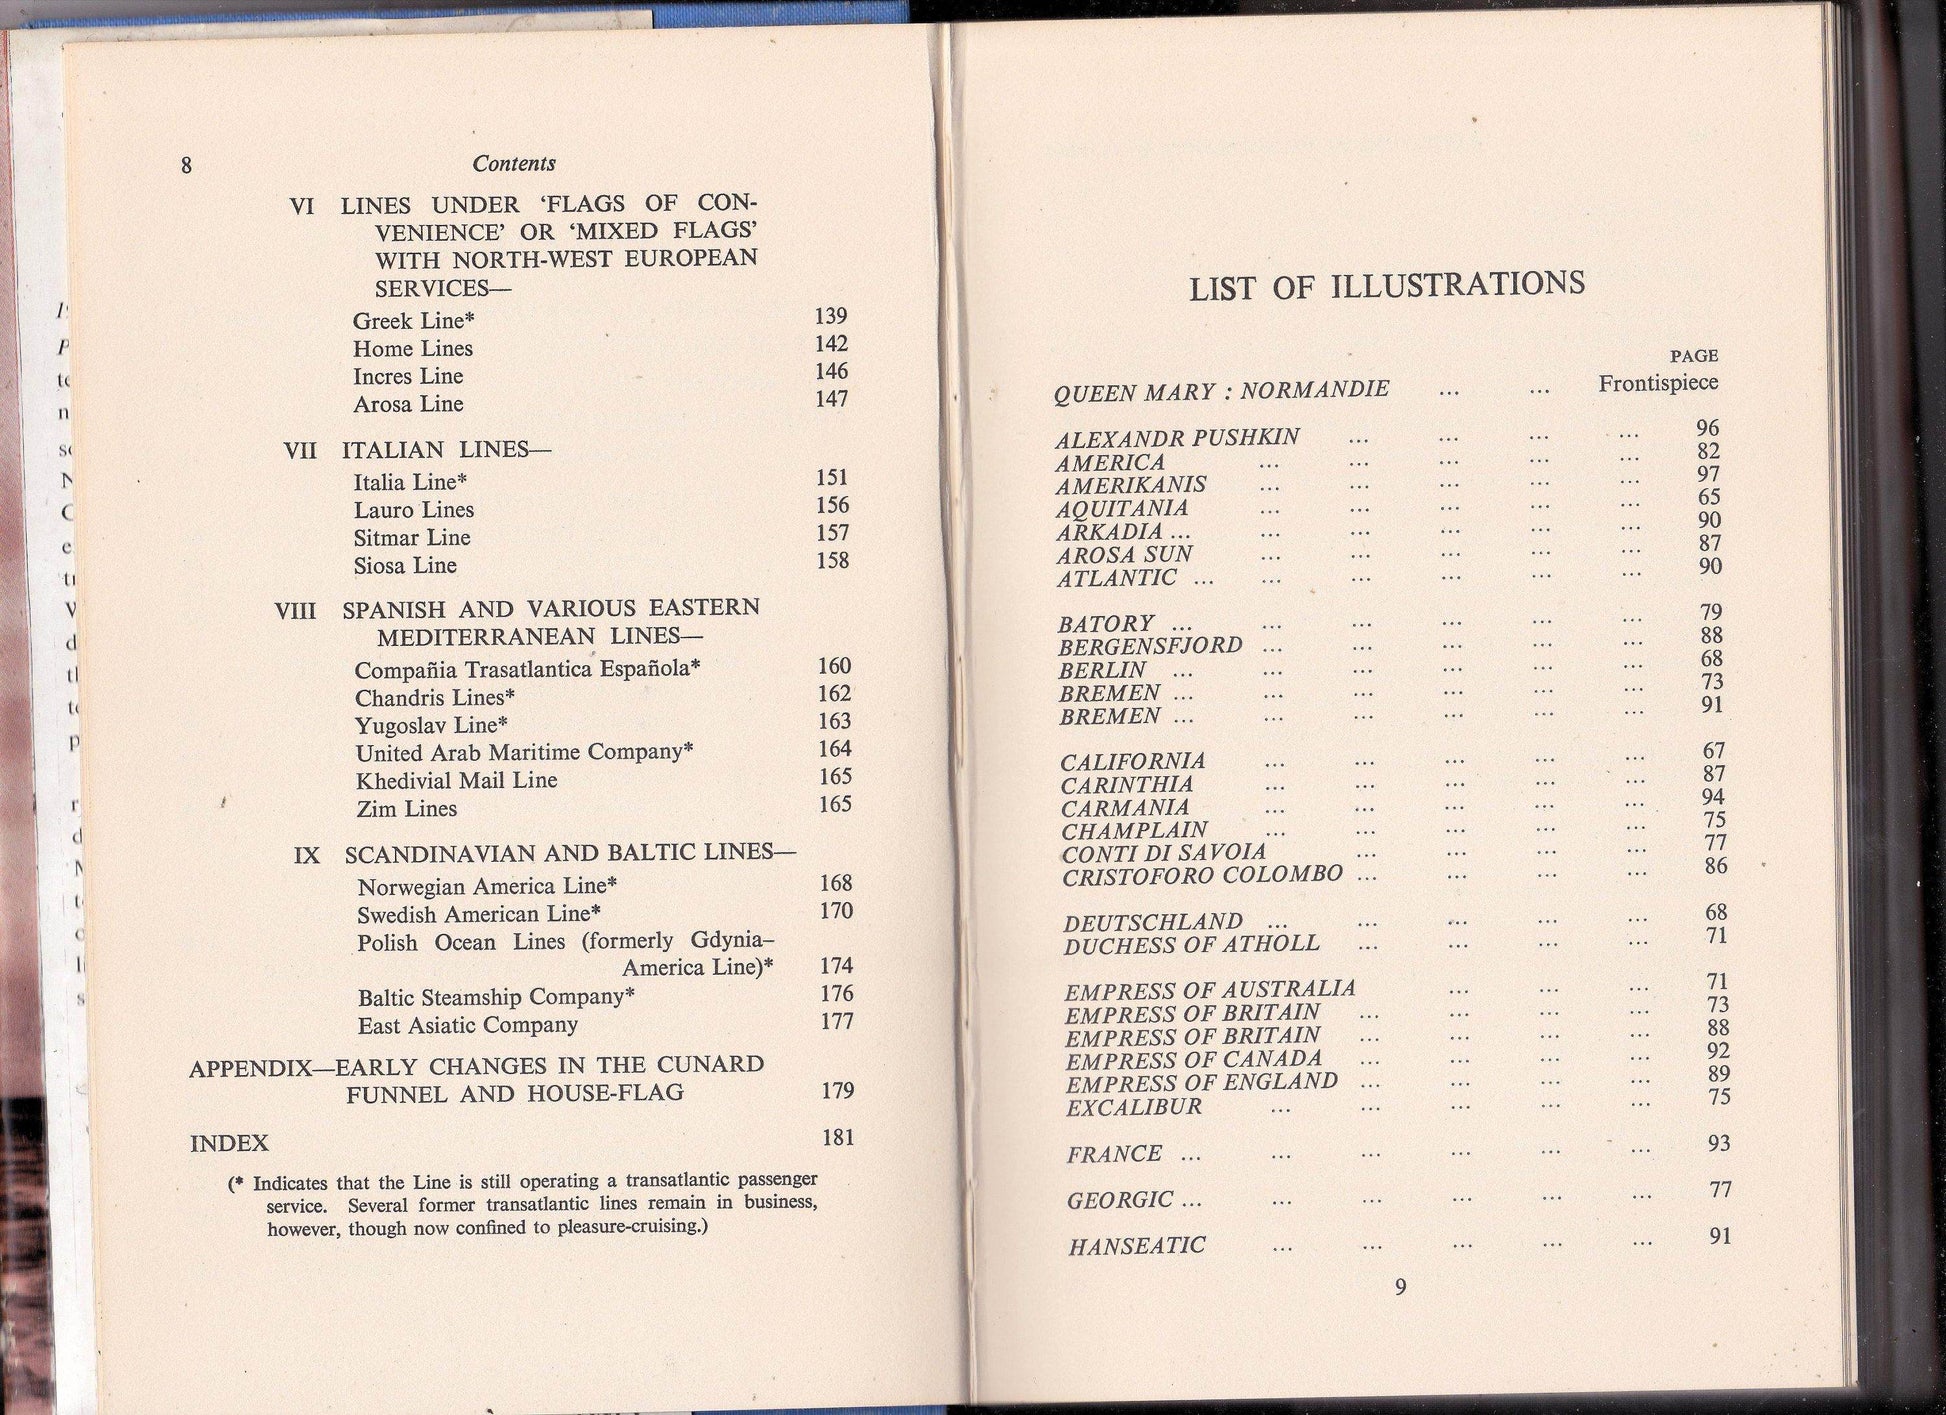 8
Contents
VI LINES UNDER ‘FLAGS OF CON-
VENIENCE’ OR ‘MIXED FLAGS’
WITH NORTH-WEST EUROPEAN
SERVICES—
Greek Line* 139
Home Lines 142
Incres Line 146
Arosa Line 147
VII ITALIAN LINES—
Italia Line* 151
Lauro Lines 156
Sitmar Line 157
Siosa Line 158
VIII SPANISH AND VARIOUS EASTERN
MEDITERRANEAN LINES—
Compañia Trasatlantica Española* 160
Chandris Lines* 162
Yugoslav Line* 163
United Arab Maritime Company* 164
Khedivial Mail Line 165
Zim Lines 165
IX SCANDINAVIAN AND BALTIC LINES—
Norwegian America Line* 168
Swedish American Line* 170
Polish Ocean Lines (formerly Gdynia–
America Line)* 174
Baltic Steamship Company* 176
East Asiatic Company 177
APPENDIX—EARLY CHANGES IN THE CUNARD
FUNNEL AND HOUSE-FLAG 179
INDEX 181
(* Indicates that the Line is still operating a transatlantic passenger
service. Several former transatlantic lines remain in business,
however, though now confined to pleasure-cruising.)
LIST OF ILLUSTRATIONS
PAGE
QUEEN MARY : NORMANDIE ... ... Frontispiece
ALEXANDR PUSHKIN ... ... ... ... 96
AMERICA ... ... ... ... ... 82
AMERIKANIS ... ... ... ... ... 97
AQUITANIA ... ... ... ... ... 65
ARKADIA ... ... ... ... ... ... 90
AROSA SUN ... ... ... ... ... 87
ATLANTIC ... ... ... ... ... ... 90
BATORY ... ... ... ... ... ... 79
BERGENSFJORD ... ... ... ... ... 88
BERLIN ... ... ... ... ... ... 68
BREMEN ... ... ... ... ... ... 73
BREMEN ... ... ... ... ... ... 91
CALIFORNIA ... ... ... ... ... 67
CARINTHIA ... ... ... ... ... 87
CARMANIA ... ... ... ... ... 94
CHAMPLAIN ... ... ... ... ... 75
CONTI DI SAVOIA ... ... ... ... 77
CRISTOFORO COLOMBO ... ... ... ... 86
DEUTSCHLAND ... ... ... ... ... 68
DUCHESS OF ATHOLL ... ... ... ... 71
EMPRESS OF AUSTRALIA ... ... ... 71
EMPRESS OF BRITAIN ... ... ... ... 73
EMPRESS OF BRITAIN ... ... ... ... 88
EMPRESS OF CANADA ... ... ... ... 92
EMPRESS OF ENGLAND ... ... ... ... 89
EXCALIBUR ... ... ... ... ... 75
FRANCE ... ... ... ... ... ... 93
GEORGIC ... ... ... ... ... ... 77
HANSEATIC ... ... ... ... ... 91
9